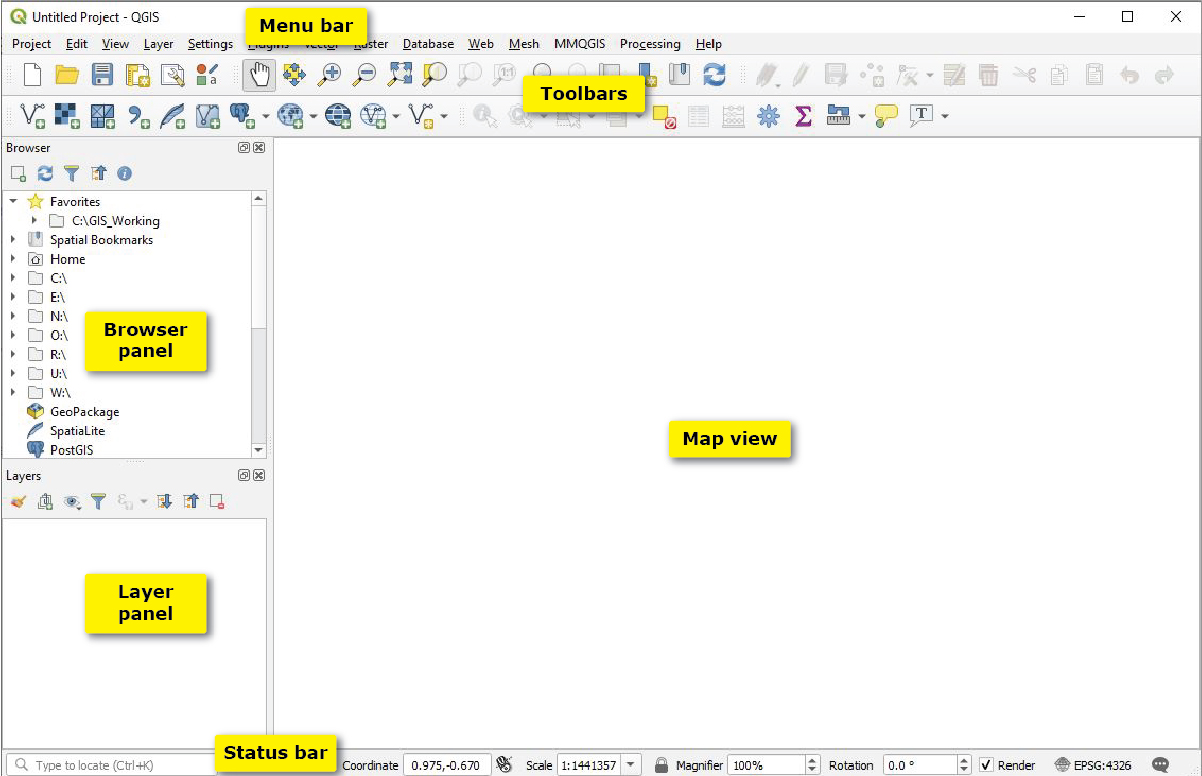 Untitled Project - QGIS
Menu bar
Project Edit View Layer Settings Plugins Vector Raster Database Web Mesh MMQGIS Processing Help
1:1
Toolbars
T
Browser
Favorites
C:\GIS_Working
Spatial Bookmarks
Home
C:\
E:\
N:\
O:\
R:\
U:\
W:\
Browser
panel
GeoPackage
SpatiaLite
PostGIS
Map view
Layers
Layer
panel
Status bar
Type to locate (Ctrl+K) Coordinate 0.975,-0.670 Scale 1:1441357 Magnifier 100% Rotation 0.0 ° Render EPSG:4326